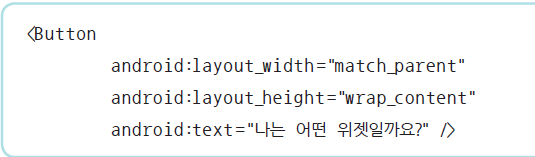 <Button
android:layout_width="match_parent"
android:layout_height="wrap_content"
android:text="나는 어떤 위젯일까요?" />